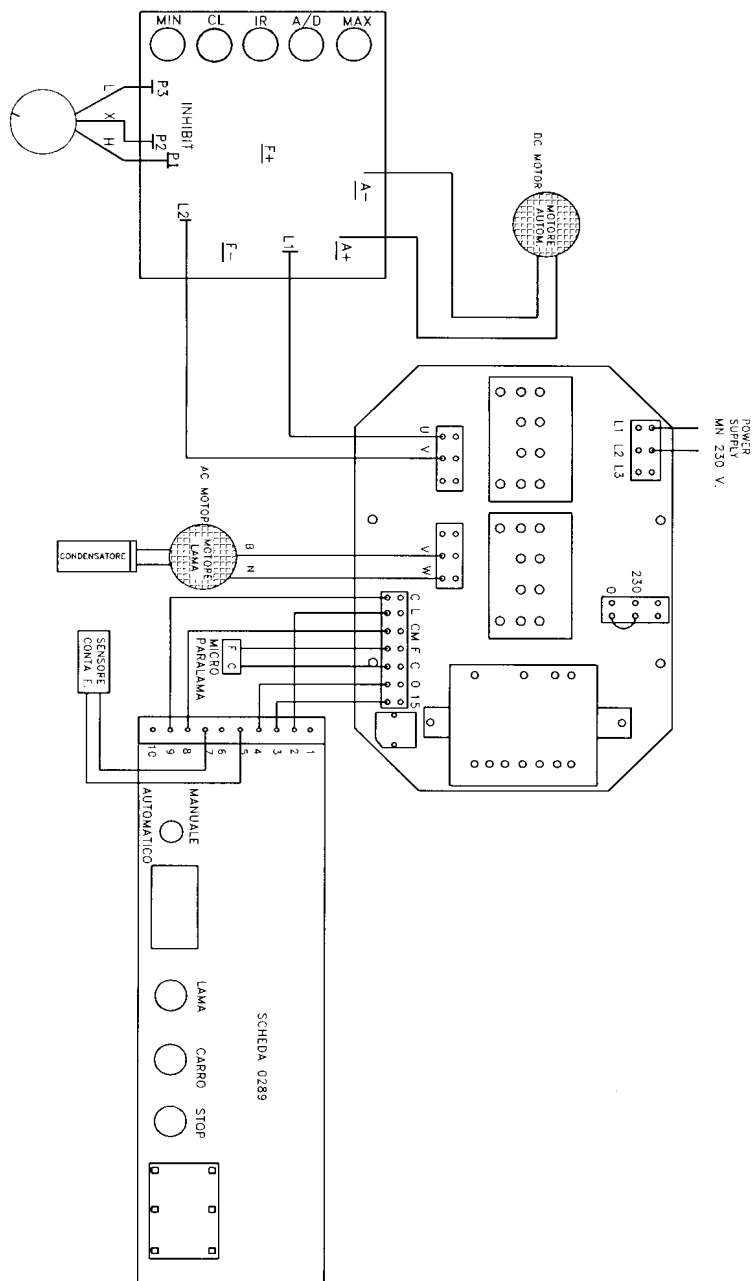 MIN
CL
IR
A/D
MAX
L
X
H
P3
P2
P1
INHIBIT
F+
A-
L2
F-
L1
A+
DC MOTOR
MOTORE
AUTOM.
POWER
SUPPLY
MN 230 V.
L1 L2 L3
U
V
V
W
0
230
AC MOTOR
MOTORE
LAMA
B
N
CONDENSATORE
C
L
CM
F
C
0
15
F C
MICRO
PARALAMA
SENSORE
CONTA F.
10
9
8
7
6
5
4
3
2
1
MANUALE
AUTOMATICO
LAMA
CARRO
STOP
SCHEDA 0289